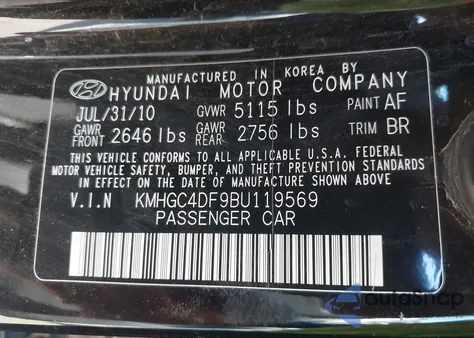 MANUFACTURED IN KOREA BY
HYUNDAI MOTOR COMPANY
JUL/31/10 GVWR 5115 lbs PAINT AF
GAWR FRONT 2646 lbs GAWR REAR 2756 lbs TRIM BR
THIS VEHICLE CONFORMS TO ALL APPLICABLE U.S.A. FEDERAL
MOTOR VEHICLE SAFETY, BUMPER, AND THEFT PREVENTION STANDARDS
IN EFFECT ON THE DATE OF MANUFACTURE SHOWN ABOVE.
V.I.N KMHGC4DF9BU119569
PASSENGER CAR
autoSnap